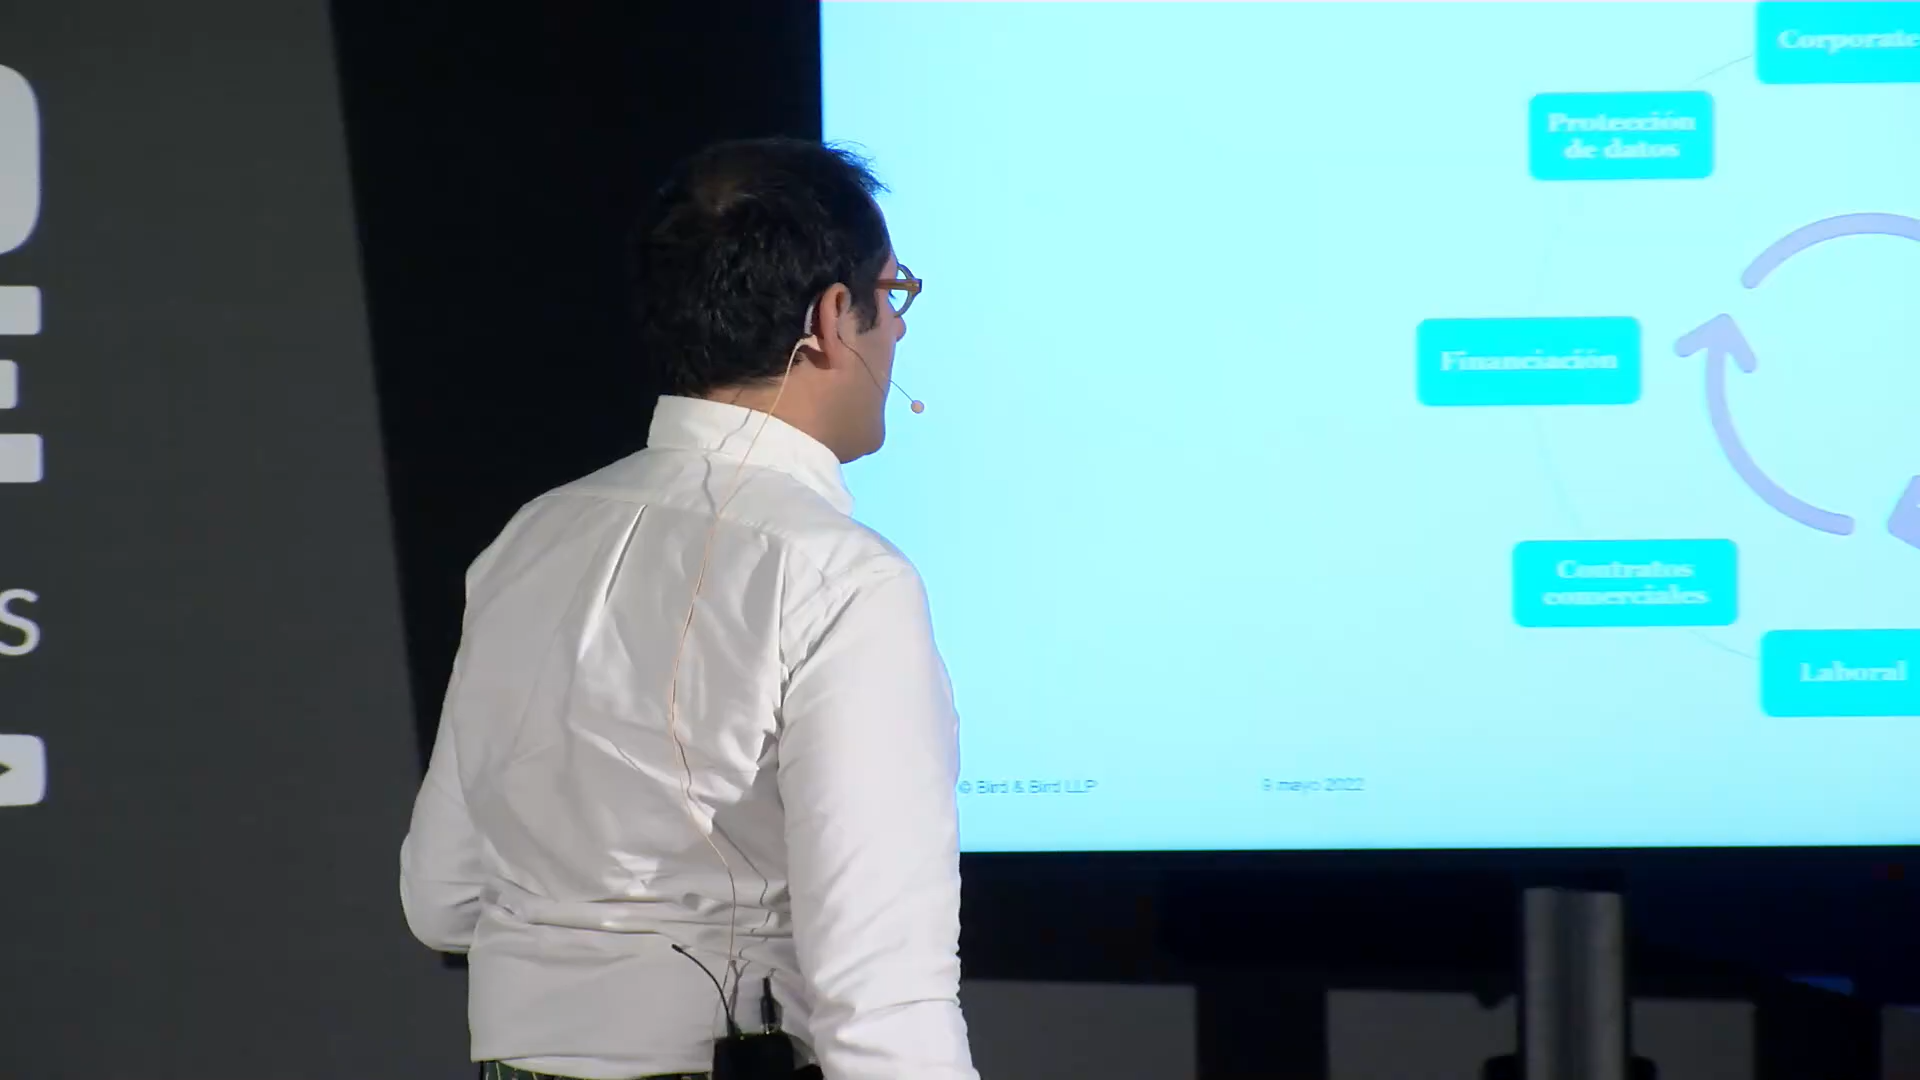 Corporate
Protección
de datos
Financiación
Contratos
comerciales
Laboral
© Bird & Bird LLP
9 mayo 2022
E
S